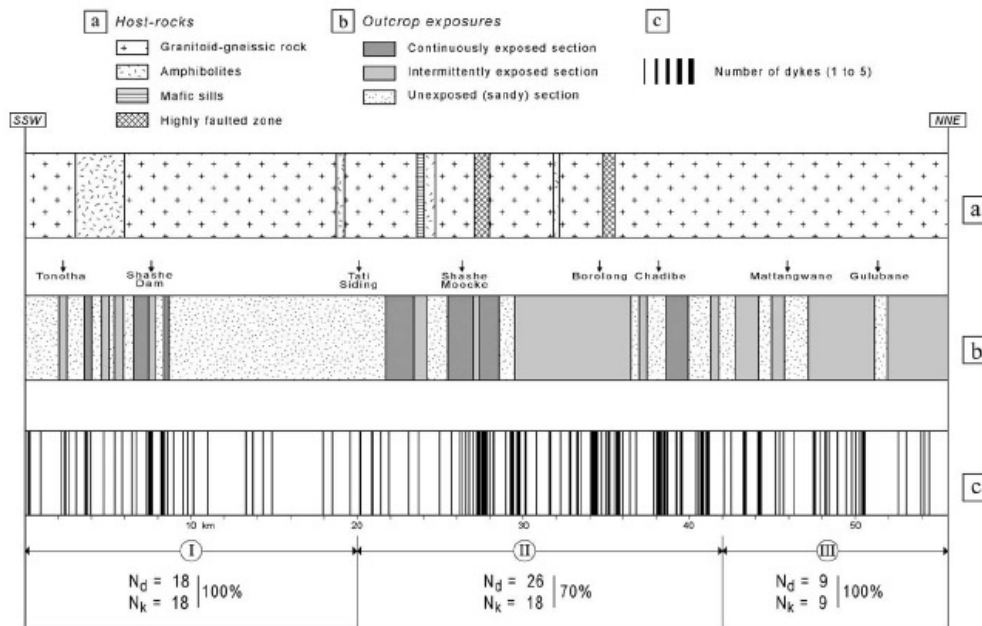 a Host-rocks
Granitoid-gneissic rock
Amphibolites
Mafic sills
Highly faulted zone
b Outcrop exposures
Continuously exposed section
Intermittently exposed section
Unexposed (sandy) section
c
Number of dykes (1 to 5)
SSW
NNE
a
Tonotha
Shashe Dam
Tati Siding
Shashe Moocke
Borolong
Chadibe
Mattangwane
Gulubane
b
c
10 km
20
30
40
50
I
II
III
Nd = 18
Nk = 18
100%
Nd = 26
Nk = 18
70%
Nd = 9
Nk = 9
100%